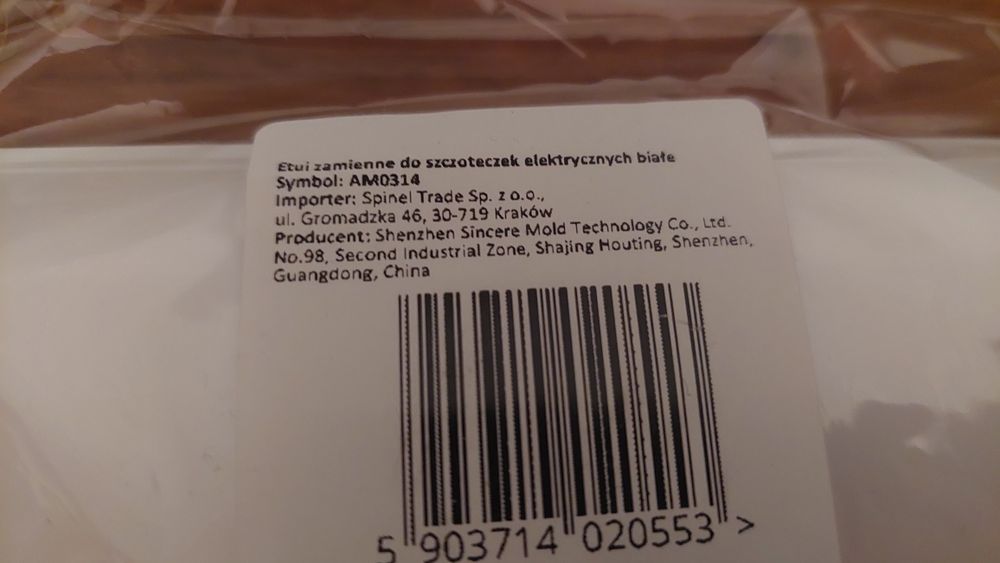 Etui zamienne do szczoteczek elektrycznych białe
Symbol: AM0314
Importer: Spinel Trade Sp. z o.o.,
ul. Gromadzka 46, 30-719 Kraków
Producent: Shenzhen Sincere Mold Technology Co., Ltd.
No.98, Second Industrial Zone, Shajing Houting, Shenzhen,
Guangdong, China
5 903714 020553 >